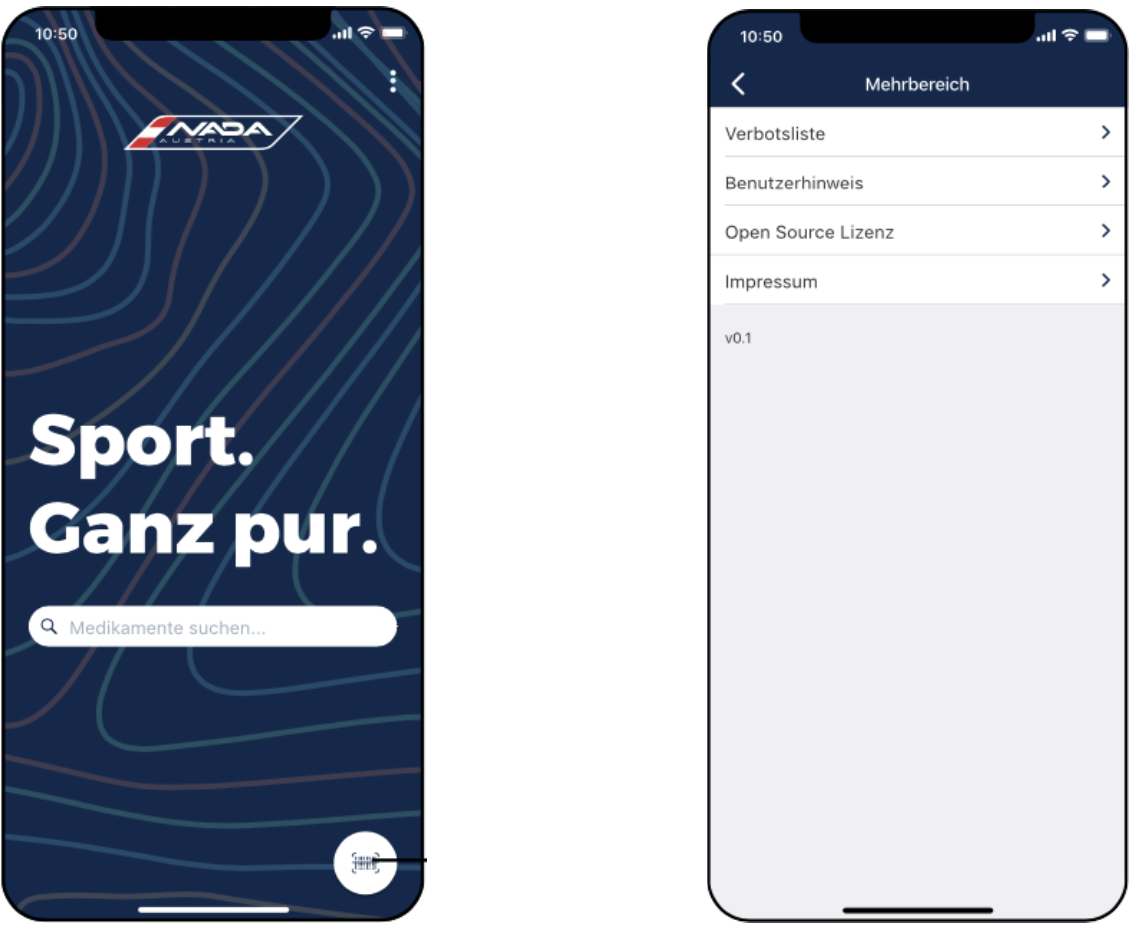 10:50
NADA
AUSTRIA
Sport.
Ganz pur.
Medikamente suchen...
10:50
Mehrbereich
Verbotsliste
Benutzerhinweis
Open Source Lizenz
Impressum
v0.1